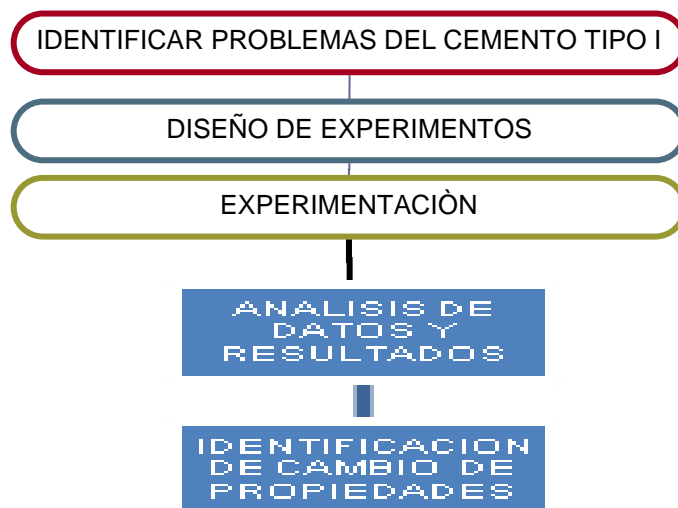 IDENTIFICAR PROBLEMAS DEL CEMENTO TIPO I
DISEÑO DE EXPERIMENTOS
EXPERIMENTACIÒN
ANALISIS DE
DATOS Y
RESULTADOS
IDENTIFICACION
DE CAMBIO DE
PROPIEDADES